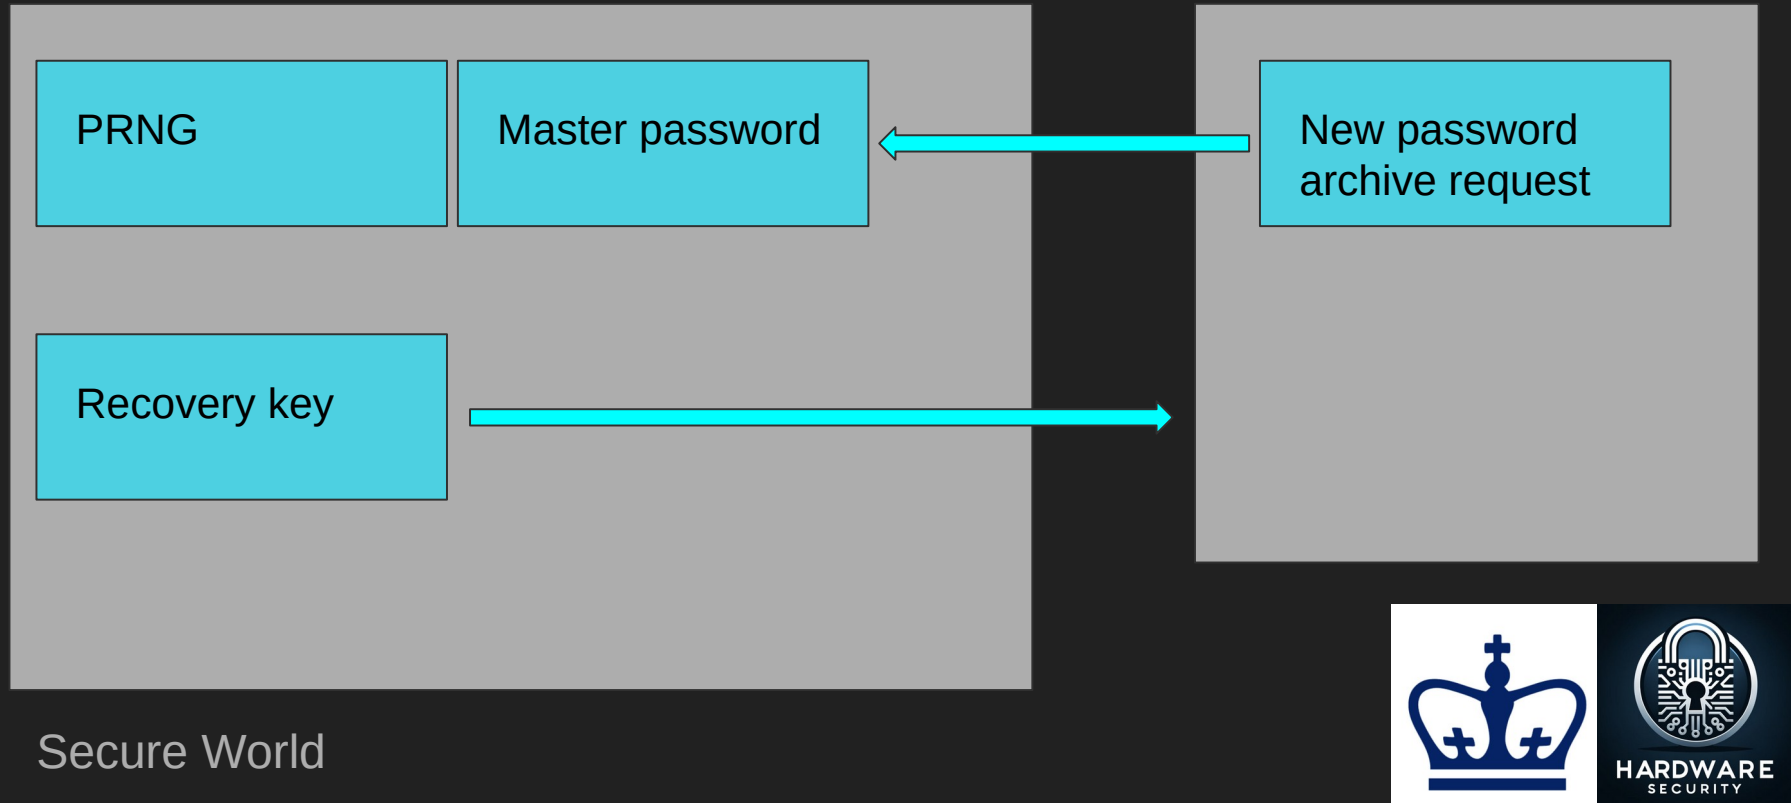 PRNG
Master password
New password
archive request
Recovery key
Secure World
HARDWARE
SECURITY